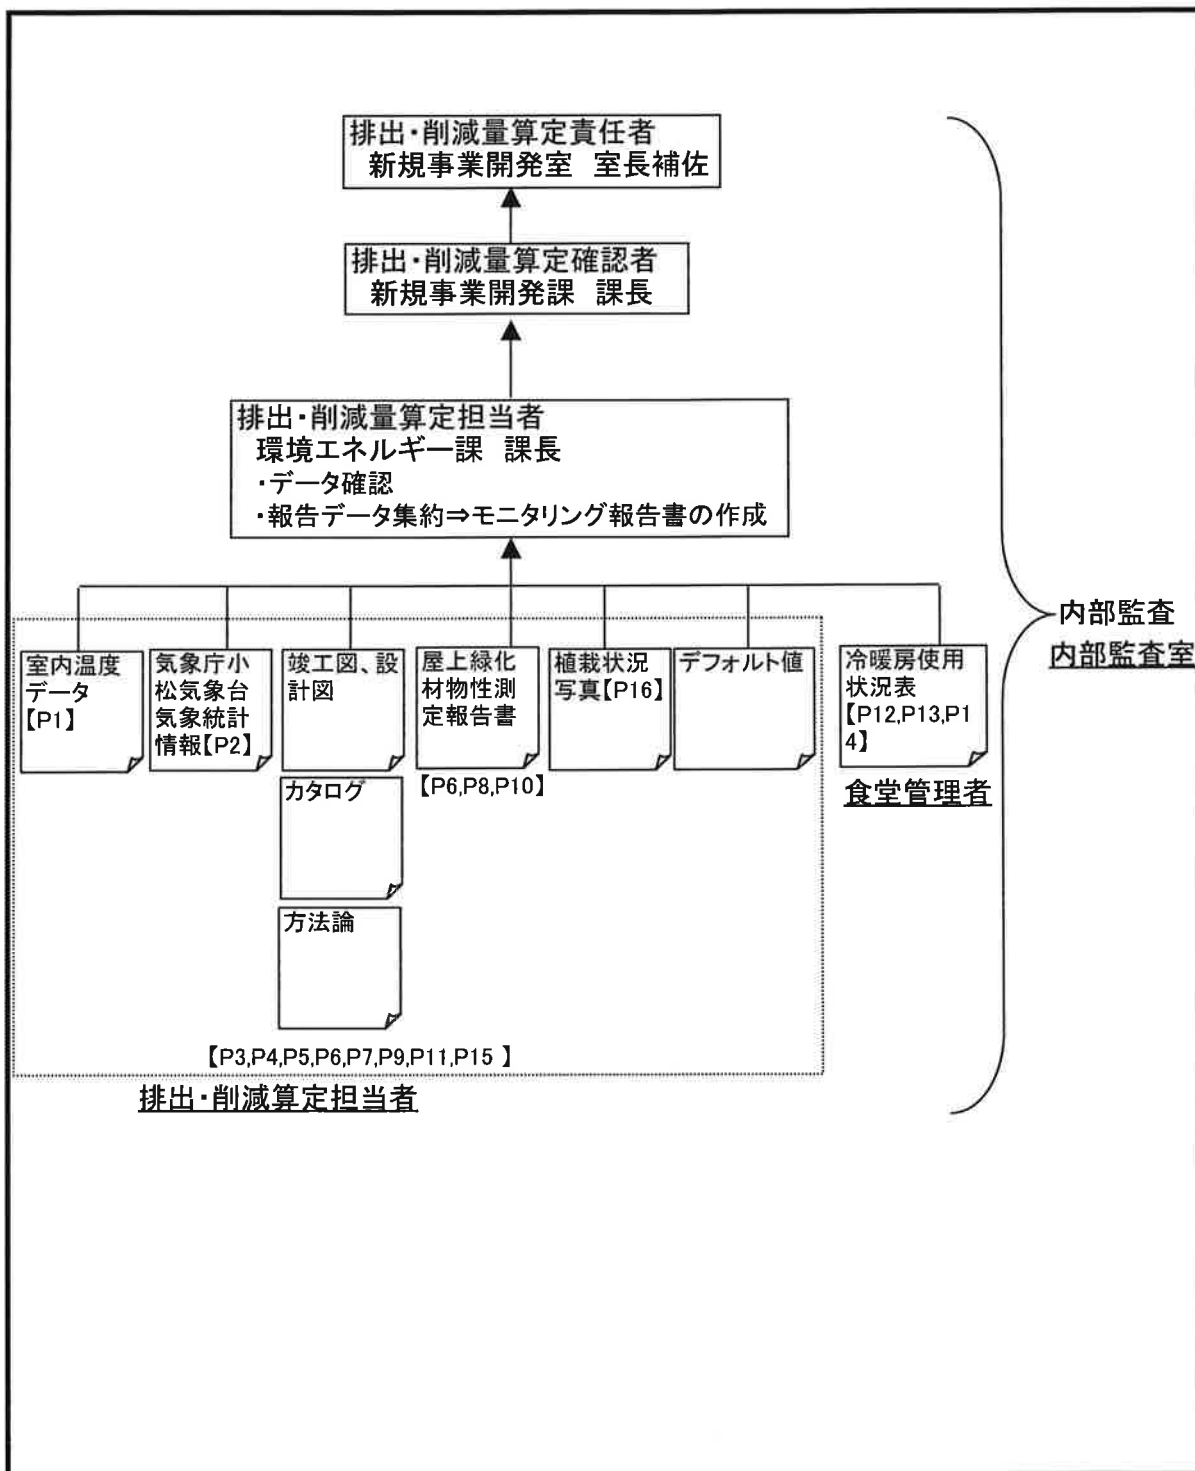 排出・削減量算定責任者
新規事業開発室 室長補佐
排出・削減量算定確認者
新規事業開発課 課長
排出・削減量算定担当者
環境エネルギー課 課長
・データ確認
・報告データ集約⇒モニタリング報告書の作成
室内温度
データ
【P1】
気象庁小
松気象台
気象統計
情報【P2】
竣工図、設
計図
屋上緑化
材物性測
定報告書
【P6,P8,P10】
植栽状況
写真【P16】
デフォルト値
冷暖房使用
状況表
【P12,P13,P1
4】
食堂管理者
カタログ
方法論
【P3,P4,P5,P6,P7,P9,P11,P15 】
排出・削減算定担当者
内部監査
内部監査室